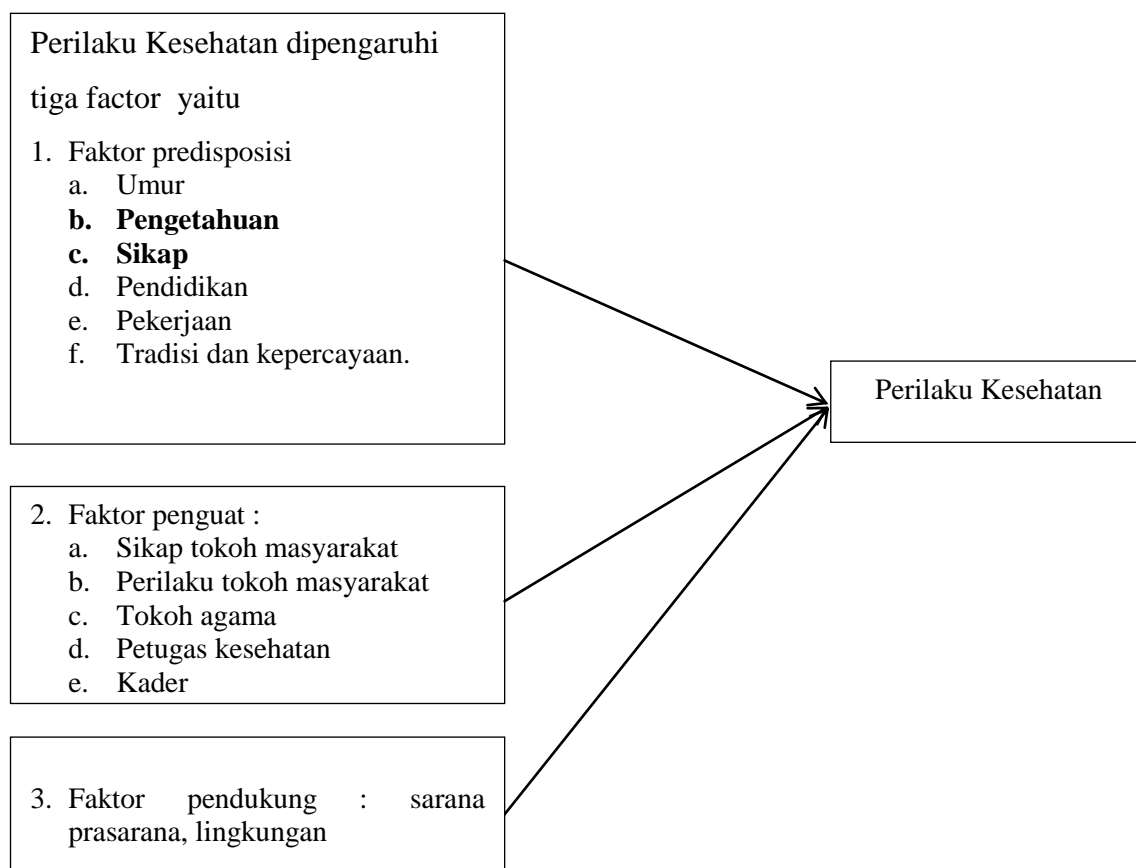 Perilaku Kesehatan dipengaruhi
tiga factor yaitu
1. Faktor predisposisi
a. Umur
b. Pengetahuan
c. Sikap
d. Pendidikan
e. Pekerjaan
f. Tradisi dan kepercayaan.
Perilaku Kesehatan
2. Faktor penguat :
a. Sikap tokoh masyarakat
b. Perilaku tokoh masyarakat
c. Tokoh agama
d. Petugas kesehatan
e. Kader
3. Faktor pendukung : sarana
prasarana, lingkungan